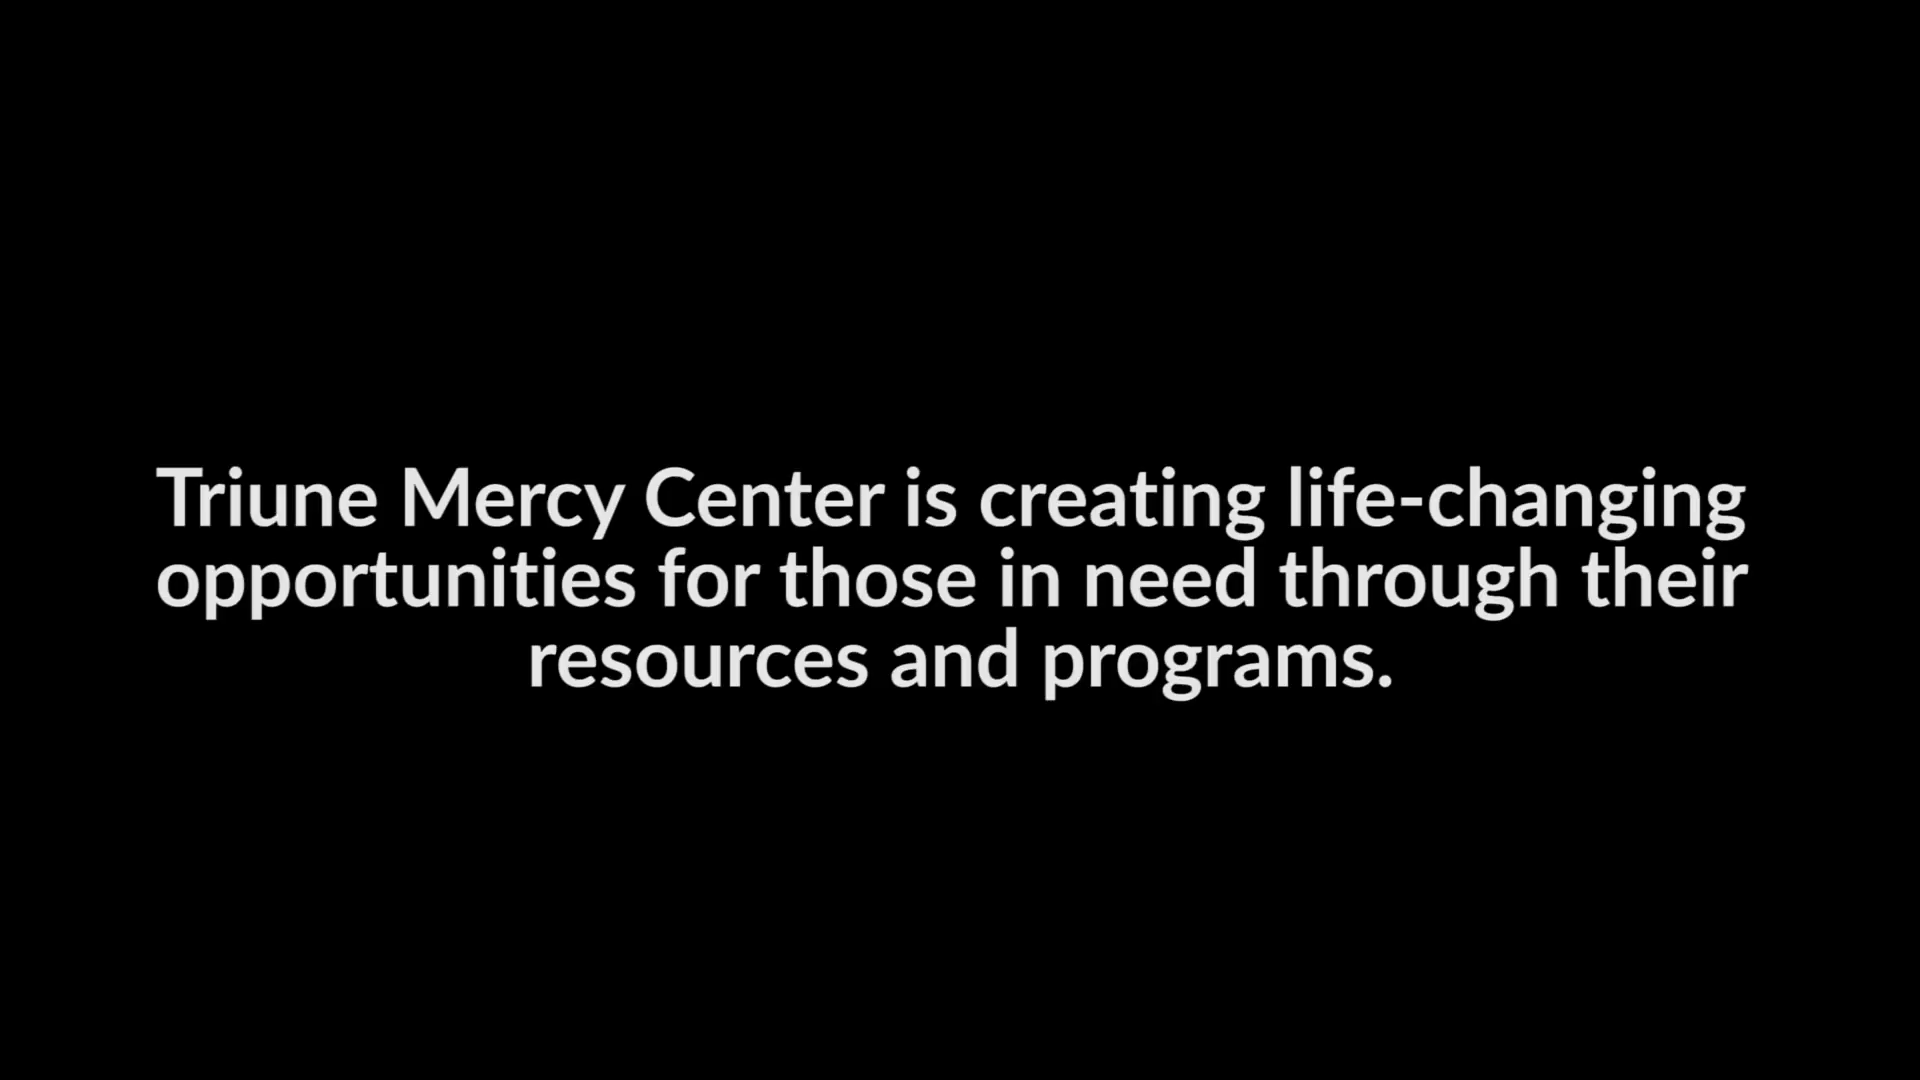 Triune Mercy Center is creating life-changing
opportunities for those in need through their
resources and programs.